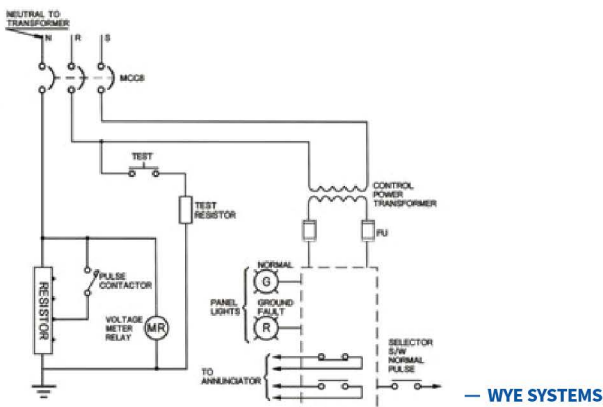 NEUTRAL TO
TRANSFORMER
N R S
MCCB
TEST
TEST
RESISTOR
CONTROL
POWER
TRANSFORMER
FU
RESISTOR
PULSE
CONTACTOR
VOLTAGE
METER
RELAY
MR
NORMAL
G
PANEL
LIGHTS
GROUND
FAULT
R
TO
ANNUNCIATOR
SELECTOR
S/W
NORMAL
PULSE
— WYE SYSTEMS